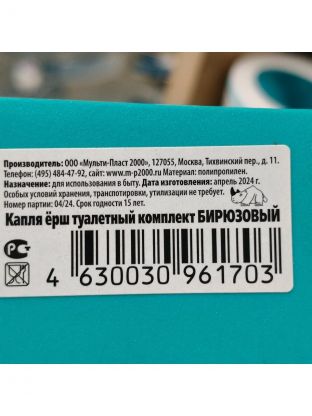 Производитель: ООО «Мульти-Пласт 2000», 127055, Москва, Тихвинский пер., д. 11.
Телефон: (495) 484-47-92, сайт: www.m-p2000.ru Материал: полипропилен.
Назначение: для использования в быту. Дата изготовления: апрель 2024 г.
Особых условий хранения, транспортировки, утилизации не требует.
Номер партии: 04/24. Срок годности 15 лет.
Капля ёрш туалетный комплект БИРЮЗОВЫЙ
4 630030 961703